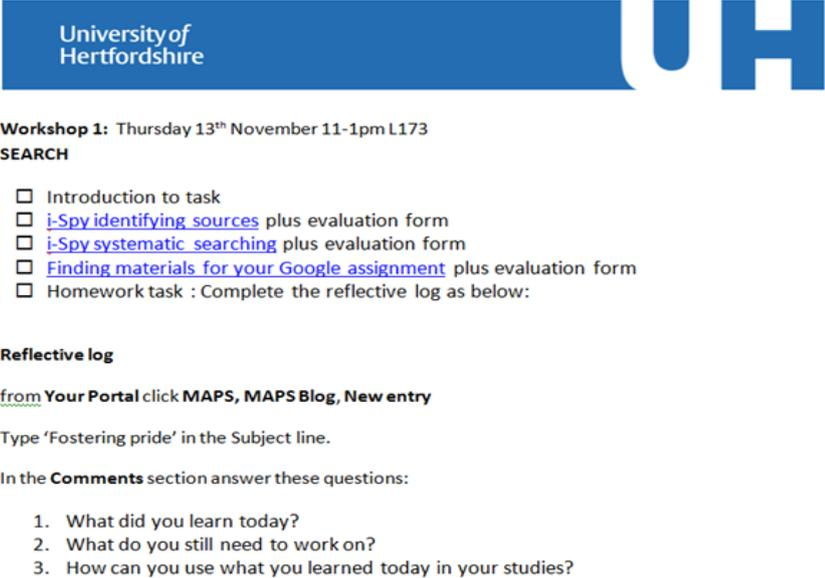 University of
Hertfordshire
UH
Workshop 1: Thursday 13th November 11-1pm L173
SEARCH
☐ Introduction to task
☐ i-Spy identifying sources plus evaluation form
☐ i-Spy systematic searching plus evaluation form
☐ Finding materials for your Google assignment plus evaluation form
☐ Homework task : Complete the reflective log as below:
Reflective log
from Your Portal click MAPS, MAPS Blog, New entry
Type ‘Fostering pride’ in the Subject line.
In the Comments section answer these questions:
1. What did you learn today?
2. What do you still need to work on?
3. How can you use what you learned today in your studies?